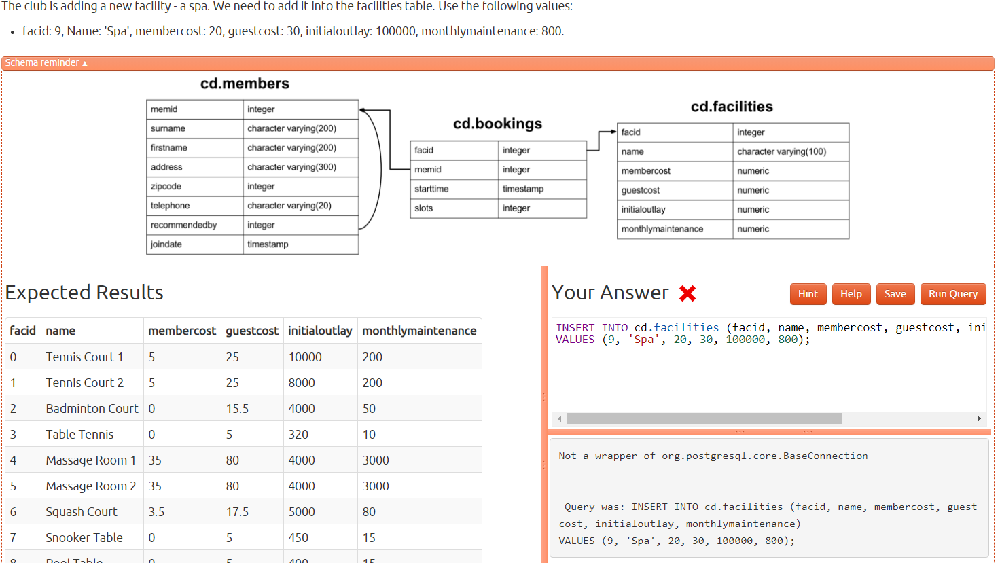 The club is adding a new facility - a spa. We need to add it into the facilities table. Use the following values:
• facid: 9, Name: 'Spa', membercost: 20, guestcost: 30, initialoutlay: 100000, monthlymaintenance: 800.
Schema reminder ▲
cd.members
memid integer
surname character varying(200)
firstname character varying(200)
address character varying(300)
zipcode integer
telephone character varying(20)
recommendedby integer
joindate timestamp
cd.bookings
facid integer
memid integer
starttime timestamp
slots integer
cd.facilities
facid integer
name character varying(100)
membercost numeric
guestcost numeric
initialoutlay numeric
monthlymaintenance numeric
Expected Results
facid name membercost guestcost initialoutlay monthlymaintenance
0 Tennis Court 1 5 25 10000 200
1 Tennis Court 2 5 25 8000 200
2 Badminton Court 0 15.5 4000 50
3 Table Tennis 0 5 320 10
4 Massage Room 1 35 80 4000 3000
5 Massage Room 2 35 80 4000 3000
6 Squash Court 3.5 17.5 5000 80
7 Snooker Table 0 5 450 15
8 Pool Table 0 5 400 15
Your Answer
Hint Help Save Run Query
INSERT INTO cd.facilities (facid, name, membercost, guestcost, ini
VALUES (9, 'Spa', 20, 30, 100000, 800);
Not a wrapper of org.postgresql.core.BaseConnection
Query was: INSERT INTO cd.facilities (facid, name, membercost, guest
cost, initialoutlay, monthlymaintenance)
VALUES (9, 'Spa', 20, 30, 100000, 800);